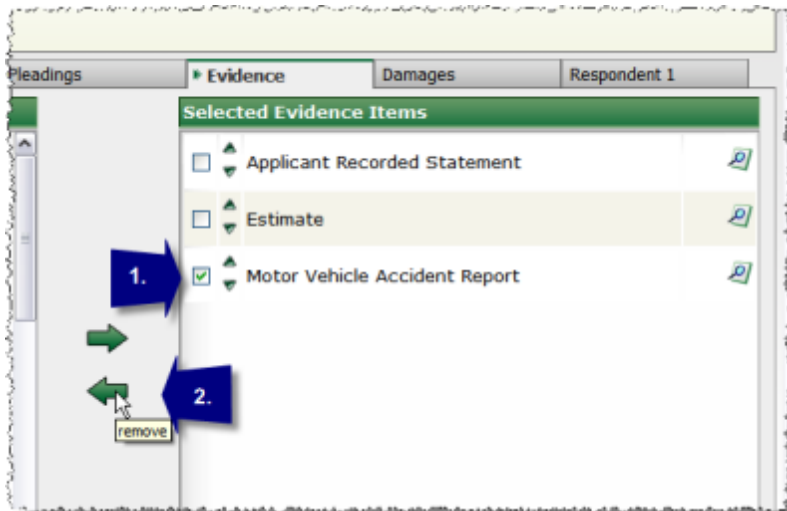 Pleadings
Evidence
Damages
Respondent 1
Selected Evidence Items
Applicant Recorded Statement
Estimate
1.
Motor Vehicle Accident Report
2.
remove